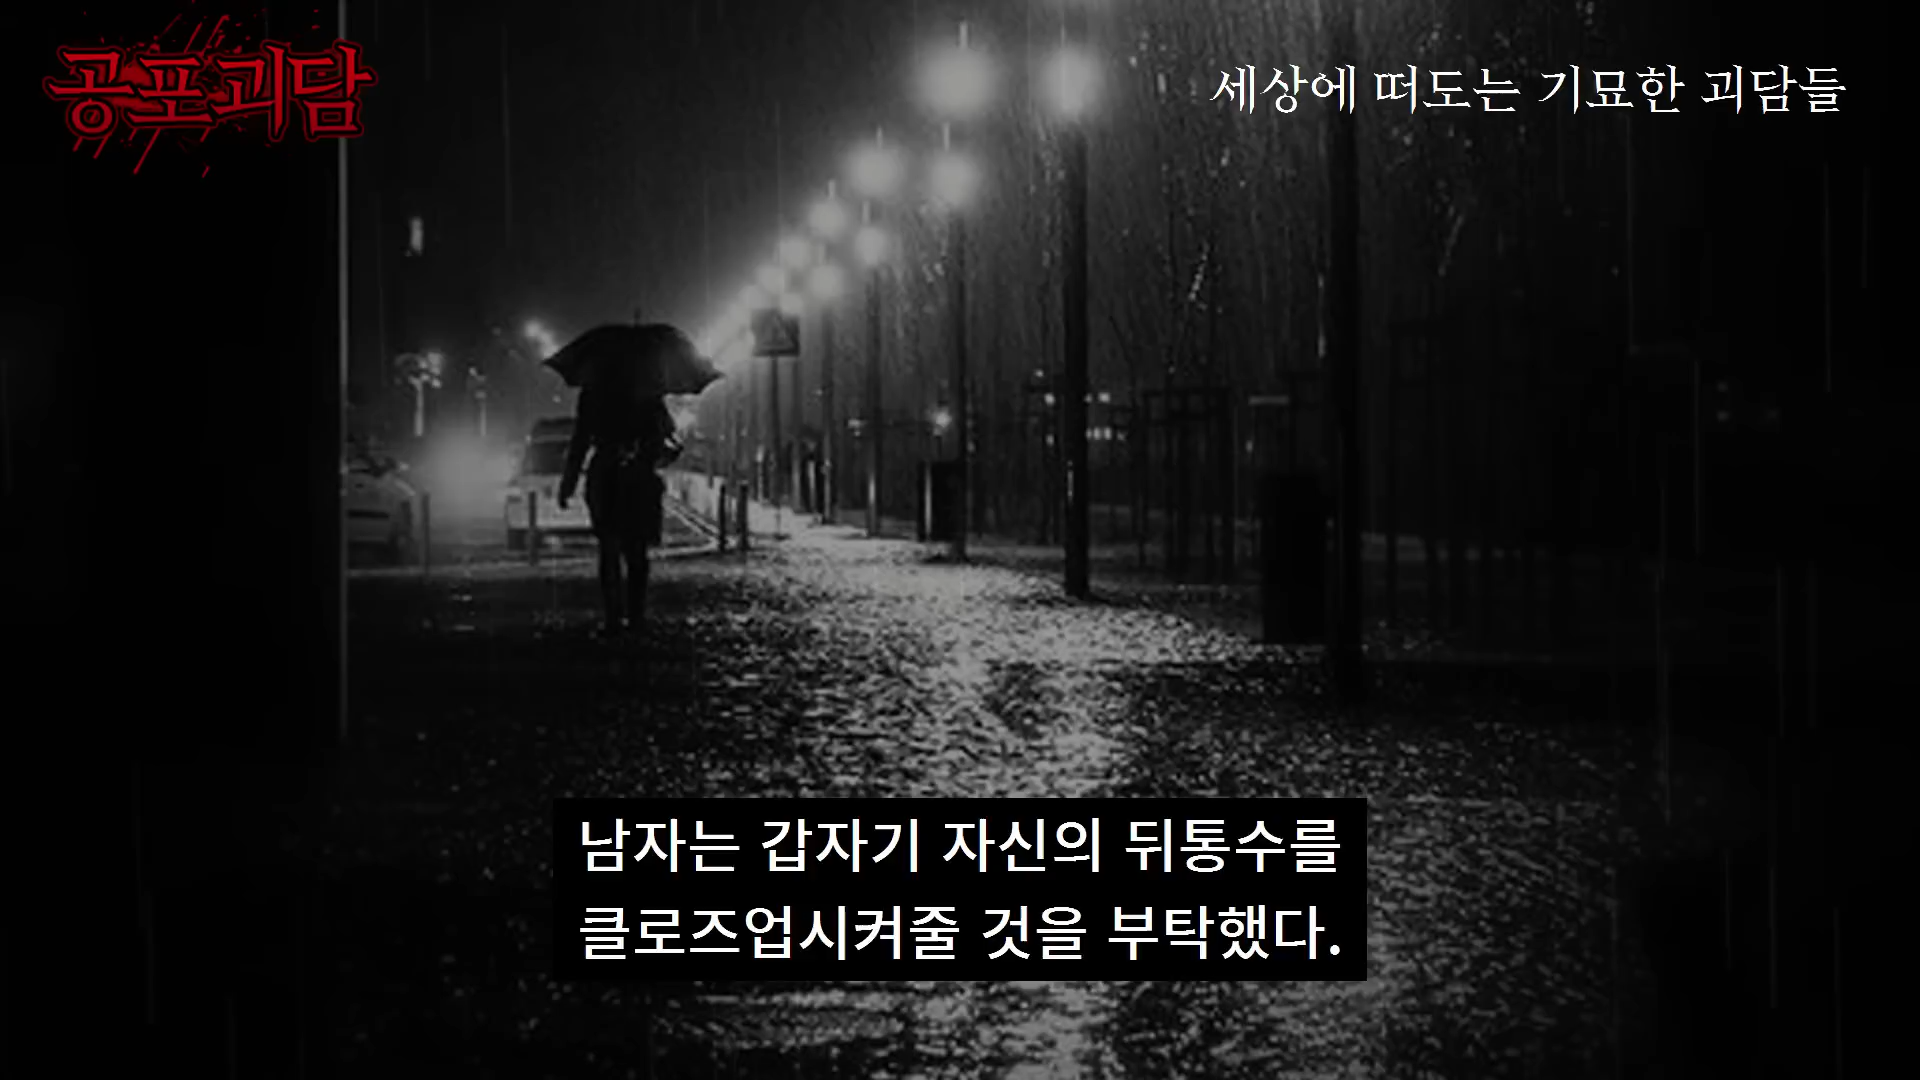 공포괴담
세상에 떠도는 기묘한 괴담들
남자는 갑자기 자신의 뒤통수를
클로즈업시켜줄 것을 부탁했다.